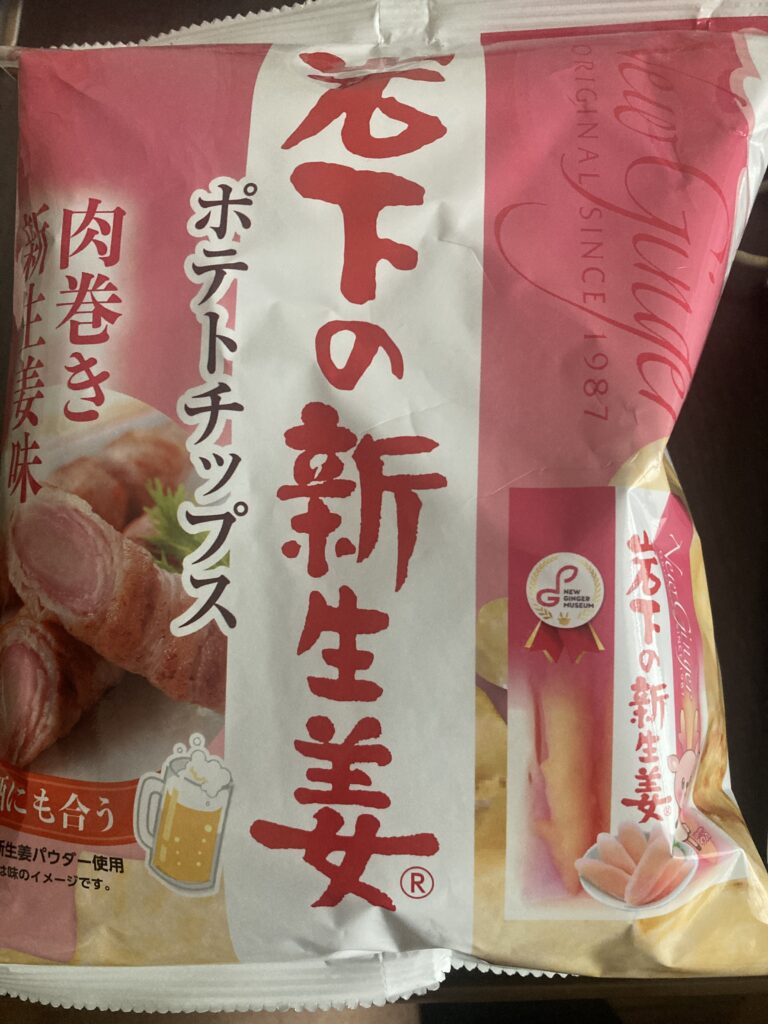 岩下の新生姜®
ポテトチップス
肉巻き
新生姜味
New Ginger
ORIGINAL SINCE 1987
NEW
GINGER
MUSEUM
New Ginger
岩下の新生姜®
酒にも合う
新生姜パウダー使用
は味のイメージです。